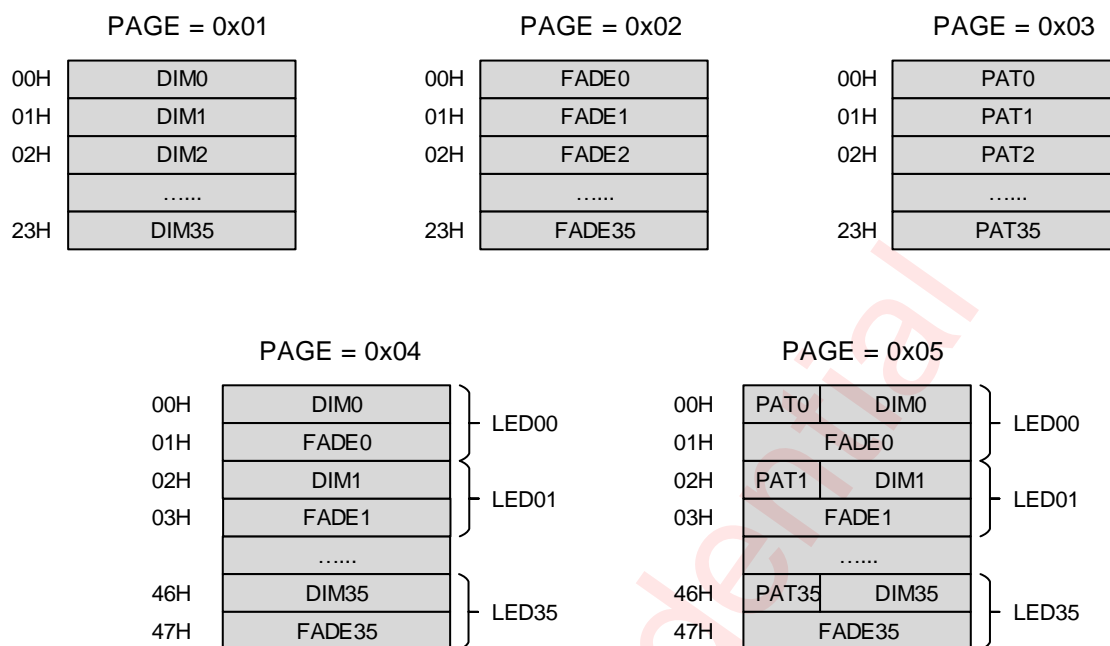 PAGE = 0x01 PAGE = 0x02 PAGE = 0x03
00H DIM0 00H FADE0 00H PAT0
01H DIM1 01H FADE1 01H PAT1
02H DIM2 02H FADE2 02H PAT2
…... …... …...
23H DIM35 23H FADE35 23H PAT35
PAGE = 0x04 PAGE = 0x05
00H DIM0 LED00 00H PAT0 DIM0 LED00
01H FADE0 01H FADE0
02H DIM1 LED01 02H PAT1 DIM1 LED01
03H FADE1 03H FADE1
…... …...
46H DIM35 LED35 46H PAT35 DIM35 LED35
47H FADE35 47H FADE35
dential